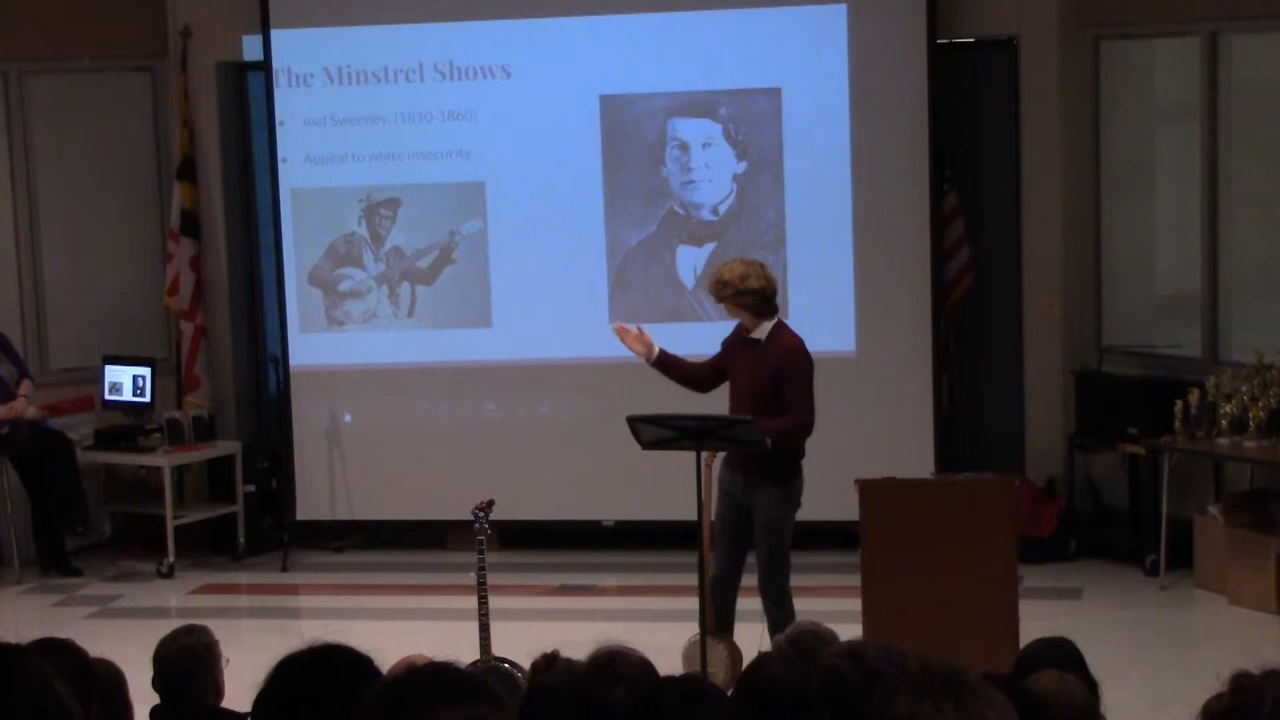 The Minstrel Shows
Joel Sweeney (1810-1860)
Appeal to white insecurity